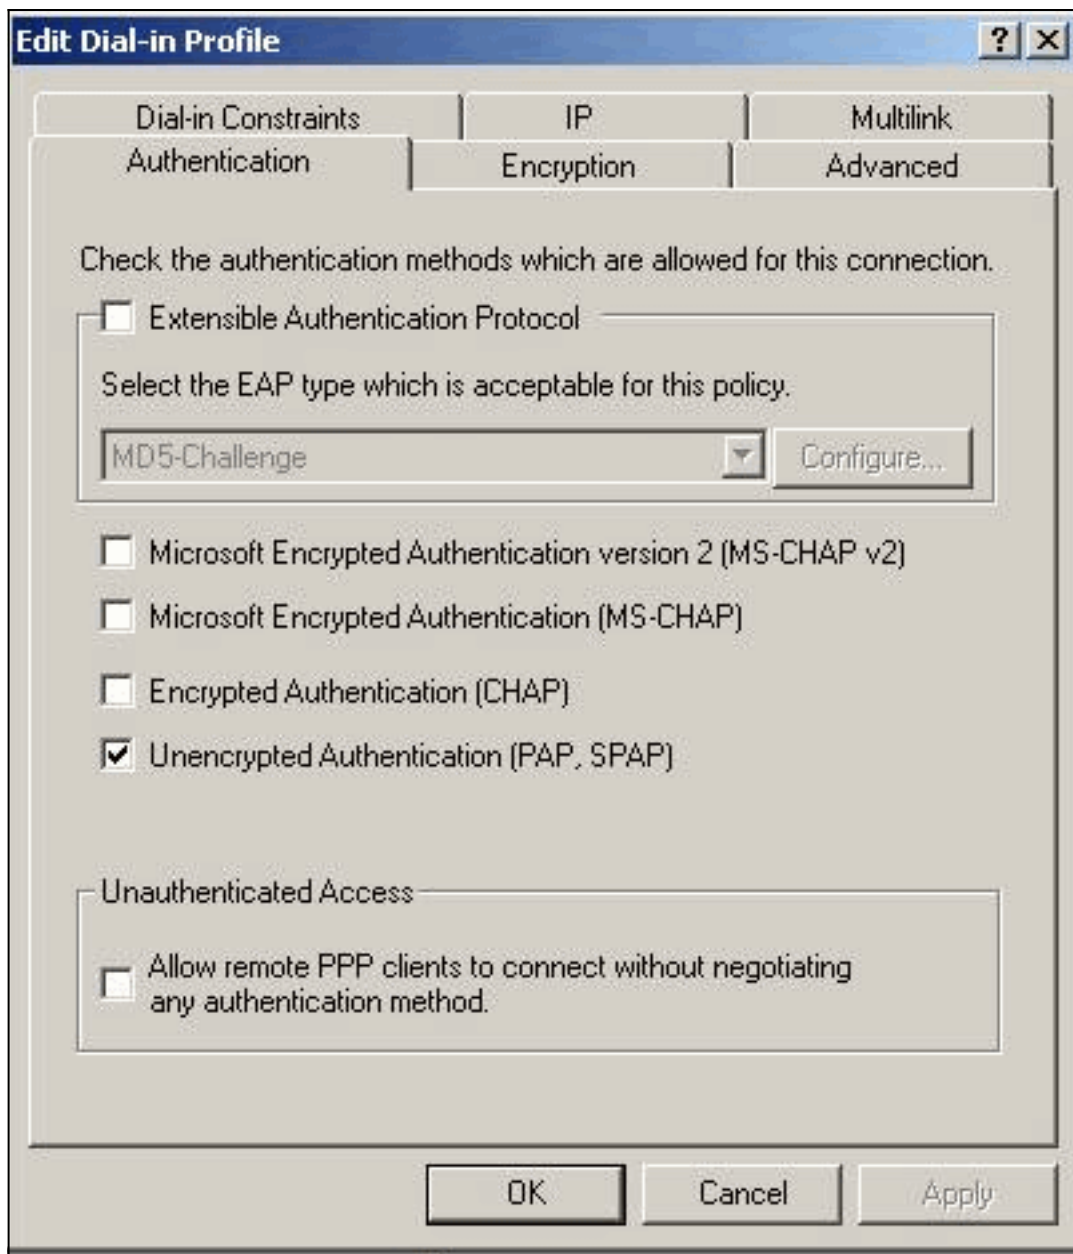 Edit Dial-in Profile
Dial-in Constraints IP Multilink
Authentication Encryption Advanced
Check the authentication methods which are allowed for this connection.
Extensible Authentication Protocol
Select the EAP type which is acceptable for this policy.
MD5-Challenge Configure...
Microsoft Encrypted Authentication version 2 (MS-CHAP v2)
Microsoft Encrypted Authentication (MS-CHAP)
Encrypted Authentication (CHAP)
Unencrypted Authentication (PAP, SPAP)
Unauthenticated Access
Allow remote PPP clients to connect without negotiating
any authentication method.
OK Cancel Apply